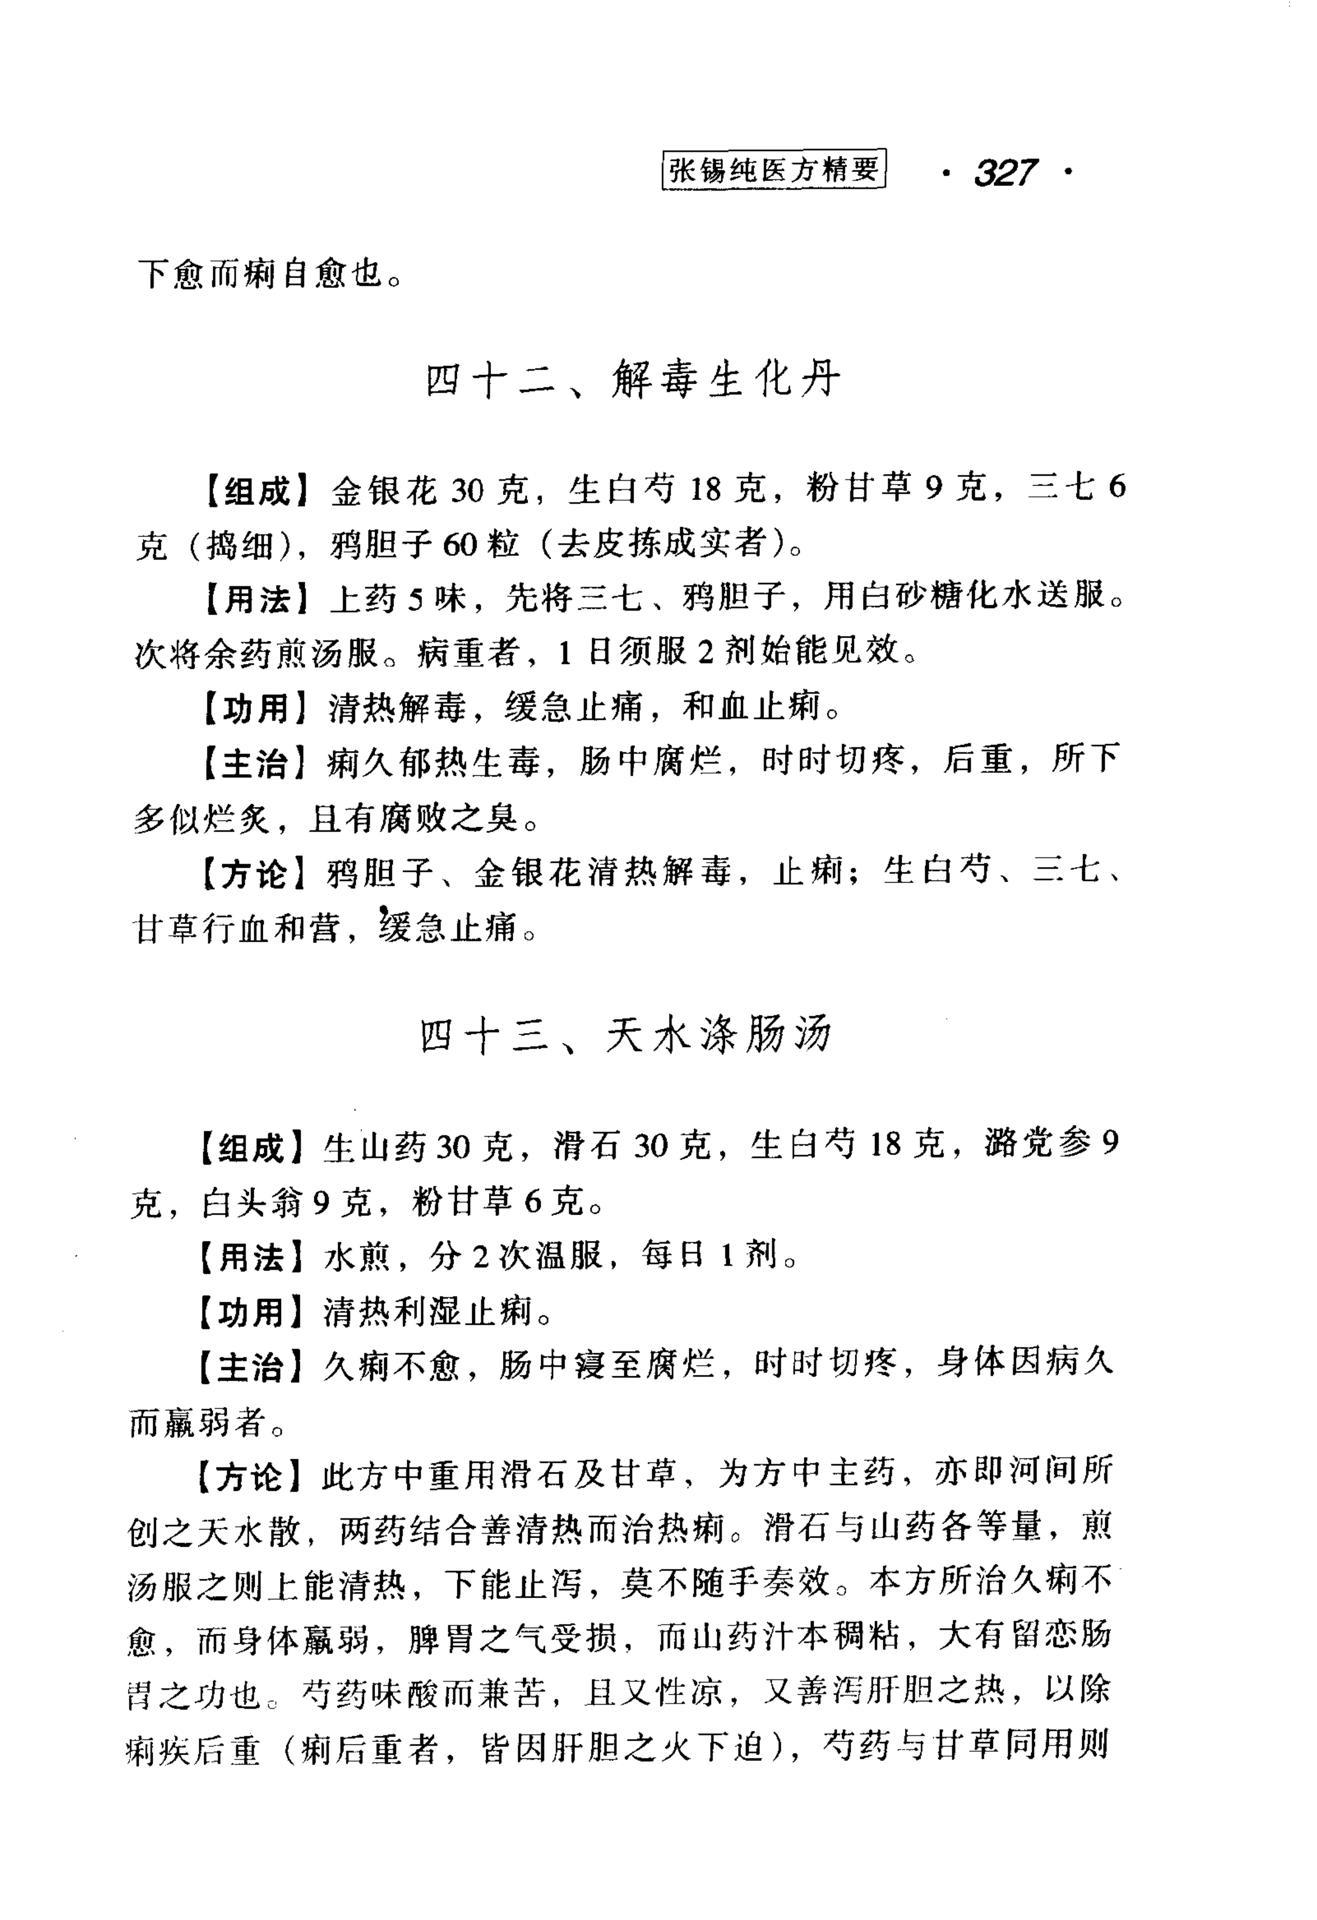 张锡纯医方精要 · 327 ·
下愈而痢自愈也。
四十二、解毒生化丹
【组成】金银花 30 克，生白芍 18 克，粉甘草 9 克，三七 6
克（捣细），鸦胆子 60 粒（去皮拣成实者）。
【用法】上药 5 味，先将三七、鸦胆子，用白砂糖化水送服。
次将余药煎汤服。病重者，1 日须服 2 剂始能见效。
【功用】清热解毒，缓急止痛，和血止痢。
【主治】痢久郁热生毒，肠中腐烂，时时切疼，后重，所下
多似烂炙，且有腐败之臭。
【方论】鸦胆子、金银花清热解毒，止痢；生白芍、三七、
甘草行血和营，缓急止痛。
四十三、天水涤肠汤
【组成】生山药 30 克，滑石 30 克，生白芍 18 克，潞党参 9
克，白头翁 9 克，粉甘草 6 克。
【用法】水煎，分 2 次温服，每日 1 剂。
【功用】清热利湿止痢。
【主治】久痢不愈，肠中寖至腐烂，时时切疼，身体因病久
而羸弱者。
【方论】此方中重用滑石及甘草，为方中主药，亦即河间所
创之天水散，两药结合善清热而治热痢。滑石与山药各等量，煎
汤服之则上能清热，下能止泻，莫不随手奏效。本方所治久痢不
愈，而身体羸弱，脾胃之气受损，而山药汁本稠粘，大有留恋肠
胃之功也。芍药味酸而兼苦，且又性凉，又善泻肝胆之热，以除
痢疾后重（痢后重者，皆因肝胆之火下迫），芍药与甘草同用则